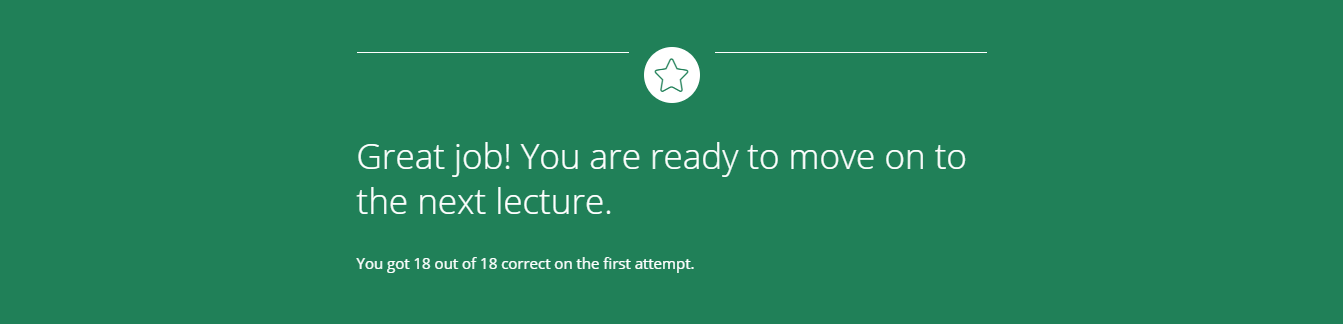 Great job! You are ready to move on to
the next lecture.
You got 18 out of 18 correct on the first attempt.